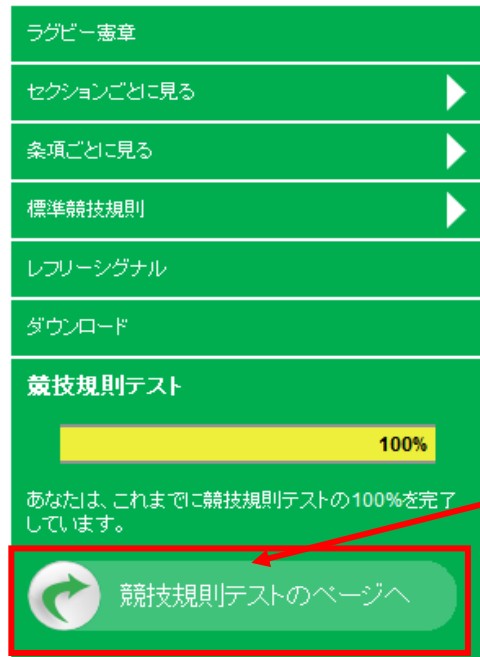 ラグビー憲章
セクションごとに見る
条項ごとに見る
標準競技規則
レフリーシグナル
ダウンロード
競技規則テスト
100%
あなたは、これまでに競技規則テストの100%を完了
しています。
競技規則テストのページへ